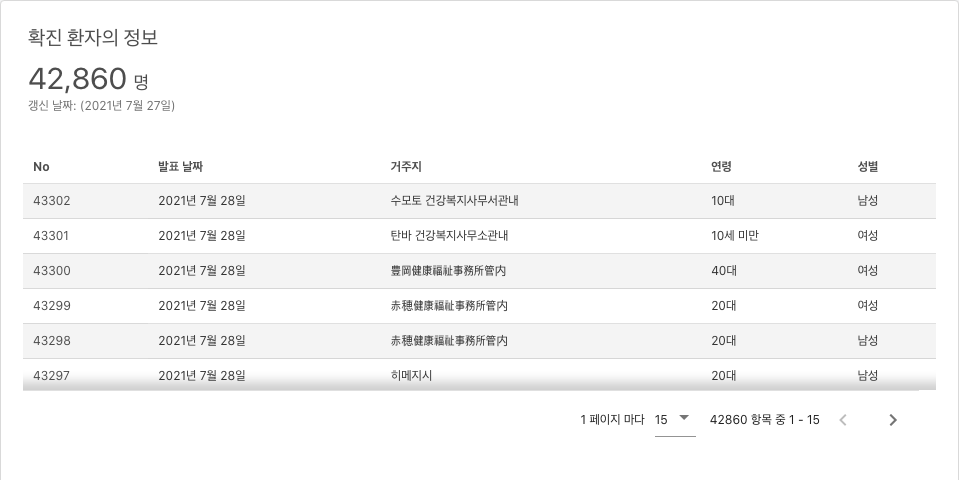 확진 환자의 정보
42,860 명
갱신 날짜: (2021년 7월 27일)
No 발표 날짜 거주지 연령 성별
43302 2021년 7월 28일 수모토 건강복지사무서관내 10대 남성
43301 2021년 7월 28일 탄바 건강복지사무소관내 10세 미만 여성
43300 2021년 7월 28일 豊岡健康福祉事務所管内 40대 여성
43299 2021년 7월 28일 赤穂健康福祉事務所管内 20대 여성
43298 2021년 7월 28일 赤穂健康福祉事務所管内 20대 남성
43297 2021년 7월 28일 히메지시 20대 남성
1 페이지 마다 15 42860 항목 중 1 - 15